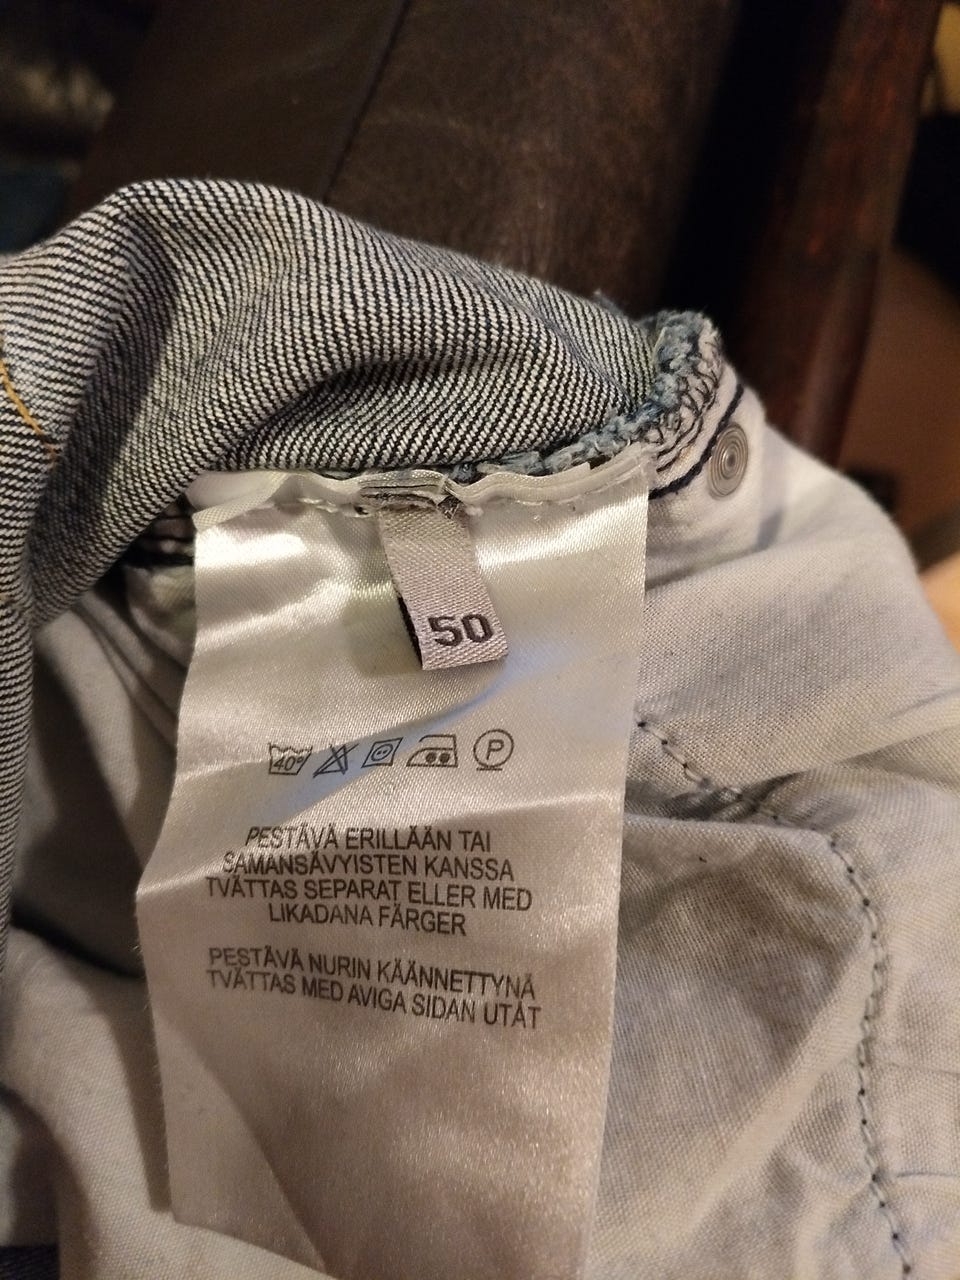 50
40°
P
PESTÄVÄ ERILLÄÄN TAI
SAMANSÄVYISTEN KANSSA
TVÄTTAS SEPARAT ELLER MED
LIKADANA FÄRGER
PESTÄVÄ NURIN KÄÄNNETTYNÄ
TVÄTTAS MED AVIGA SIDAN UTÅT